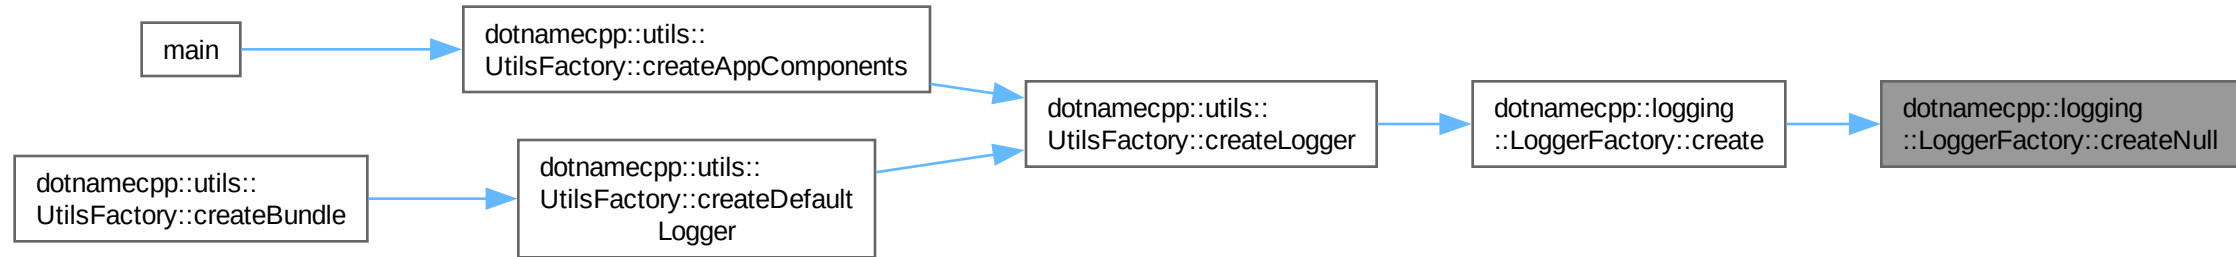 main
dotnamecpp::utils::
UtilsFactory::createAppComponents
dotnamecpp::utils::
UtilsFactory::createBundle
dotnamecpp::utils::
UtilsFactory::createDefault
Logger
dotnamecpp::utils::
UtilsFactory::createLogger
dotnamecpp::logging
::LoggerFactory::create
dotnamecpp::logging
::LoggerFactory::createNull